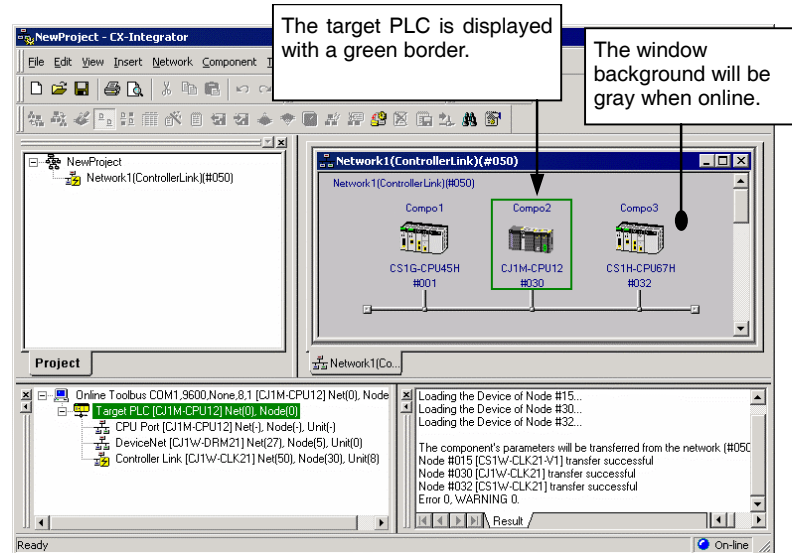 The target PLC is displayed
with a green border.
The window
background will be
gray when online.
NewProject - CX-Integrator
File Edit View Insert Network Component
NewProject
Network1(ControllerLink)(#050)
Project
Network1(ControllerLink)(#050)
Network1(ControllerLink)(#050)
Compo1 Compo2 Compo3
CS1G-CPU45H CJ1M-CPU12 CS1H-CPU67H
#001 #030 #032
Network1(Co...
Online Toolbus COM1,9600,None,8,1 [CJ1M-CPU12] Net(0), Node
Target PLC [CJ1M-CPU12] Net(0), Node(0)
CPU Port [CJ1M-CPU12] Net(-), Node(-), Unit(-)
DeviceNet [CJ1W-DRM21] Net(27), Node(5), Unit(0)
Controller Link [CJ1W-CLK21] Net(50), Node(30), Unit(8)
Loading the Device of Node #15...
Loading the Device of Node #30...
Loading the Device of Node #32...
The component's parameters will be transferred from the network (#050
Node #015 [CS1W-CLK21-V1] transfer successful
Node #030 [CJ1W-CLK21] transfer successful
Node #032 [CS1W-CLK21] transfer successful
Error 0, WARNING 0.
Result
Ready
On-line